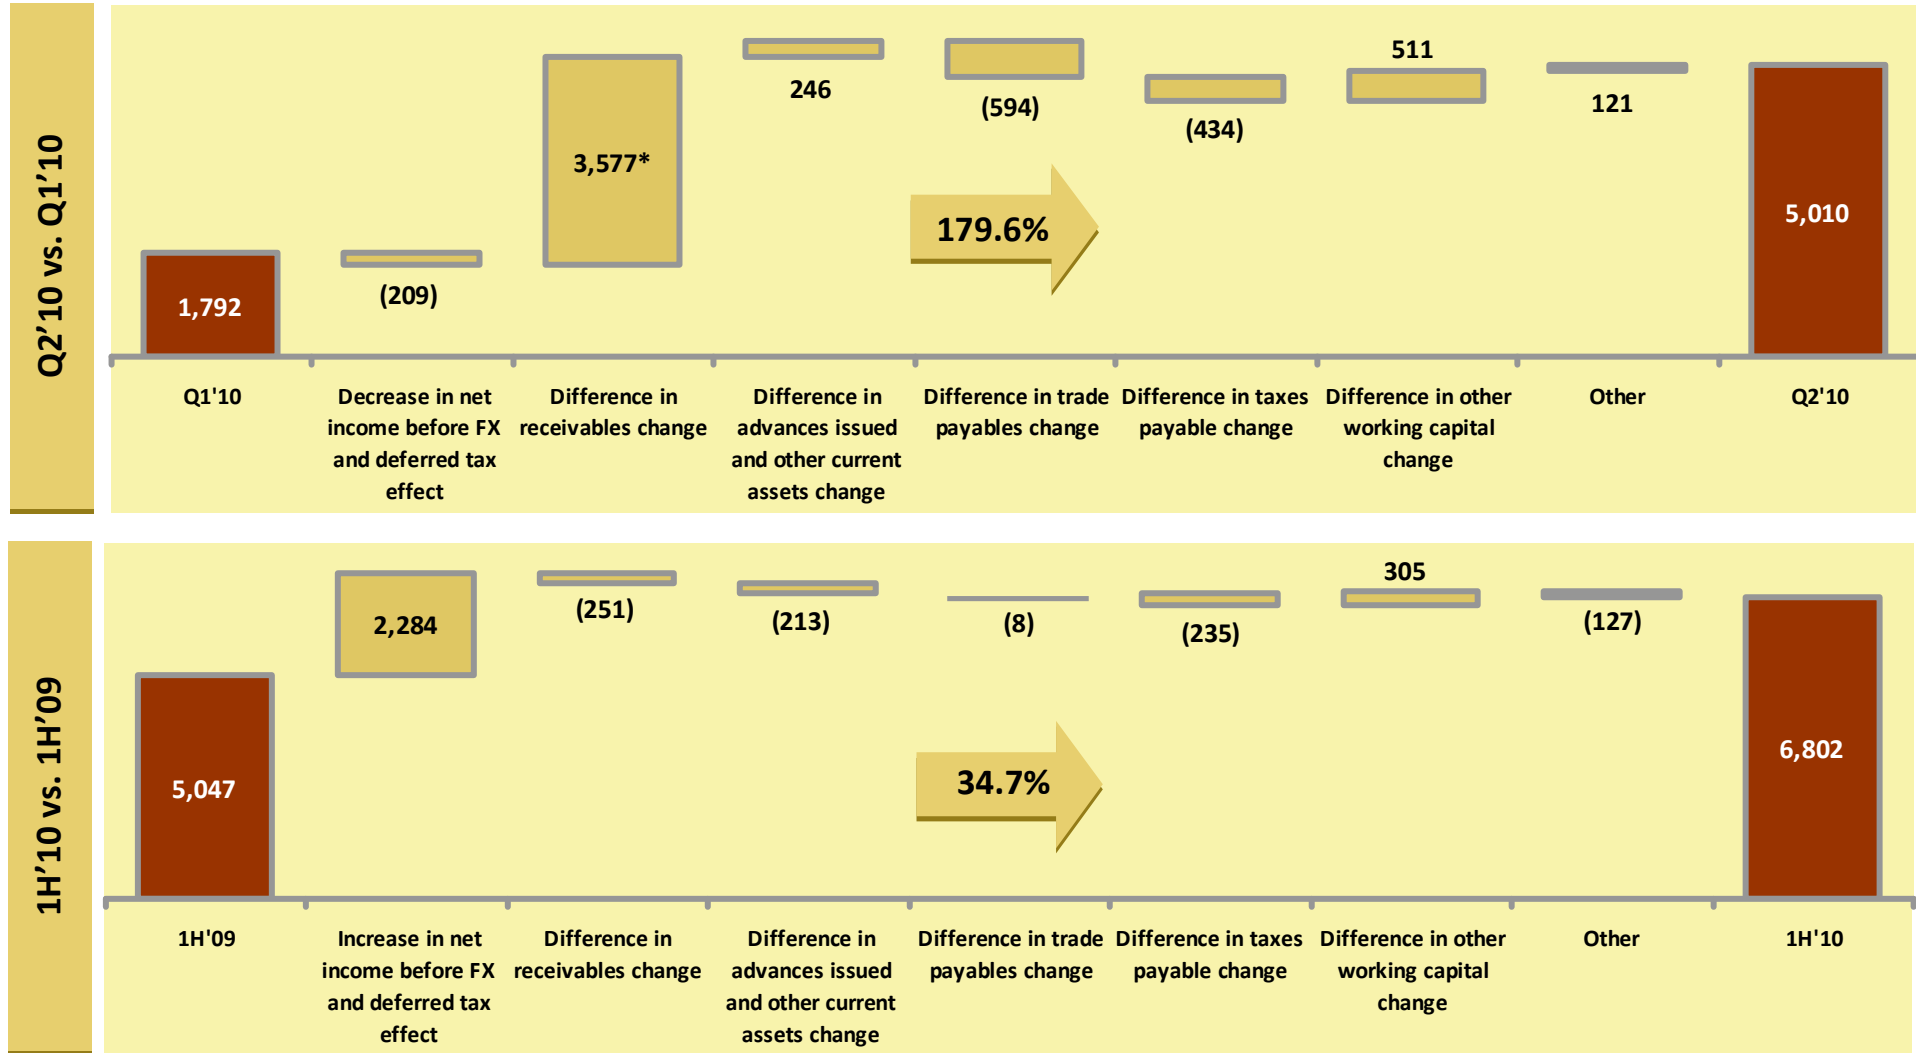 Q2'10 vs. Q1'10
511
246
(594)
121
(434)
3,577*
179.6%
5,010
(209)
1,792
Q1'10
Decrease in net
income before FX
and deferred tax
effect
Difference in
receivables change
Difference in
advances issued
and other current
assets change
Difference in trade
payables change
Difference in taxes
payable change
Difference in other
working capital
change
Other
Q2'10
1H'10 vs. 1H'09
305
2,284
(251)
(213)
(8)
(235)
(127)
5,047
34.7%
6,802
1H'09
Increase in net
income before FX
and deferred tax
effect
Difference in
receivables change
Difference in
advances issued
and other current
assets change
Difference in trade
payables change
Difference in taxes
payable change
Difference in other
working capital
change
Other
1H'10